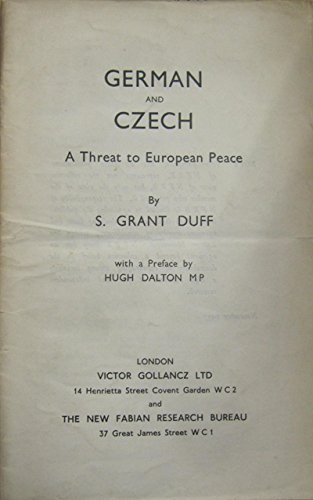 GERMAN
AND
CZECH
A Threat to European Peace
By
S. GRANT DUFF
with a Preface by
HUGH DALTON M P
LONDON
VICTOR GOLLANCZ LTD
14 Henrietta Street Covent Garden W C 2
and
THE NEW FABIAN RESEARCH BUREAU
37 Great James Street W C 1